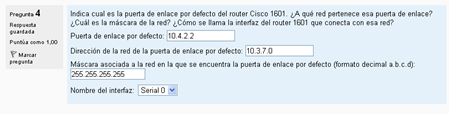 Pregunta 4
Respuesta
guardada
Puntúa como 1,00
Marcar
pregunta
Indica cual es la puerta de enlace por defecto del router Cisco 1601. ¿A qué red pertenece esa puerta de enlace?
¿Cuál es la máscara de la red? ¿Cómo se llama la interfaz del router 1601 que conecta con esa red?
Puerta de enlace por defecto: 10.4.2.2
Dirección de la red de la puerta de enlace por defecto: 10.3.7.0
Máscara asociada a la red en la que se encuentra la puerta de enlace por defecto (formato decimal a.b.c.d):
255.255.255.255
Nombre del interfaz: Serial 0